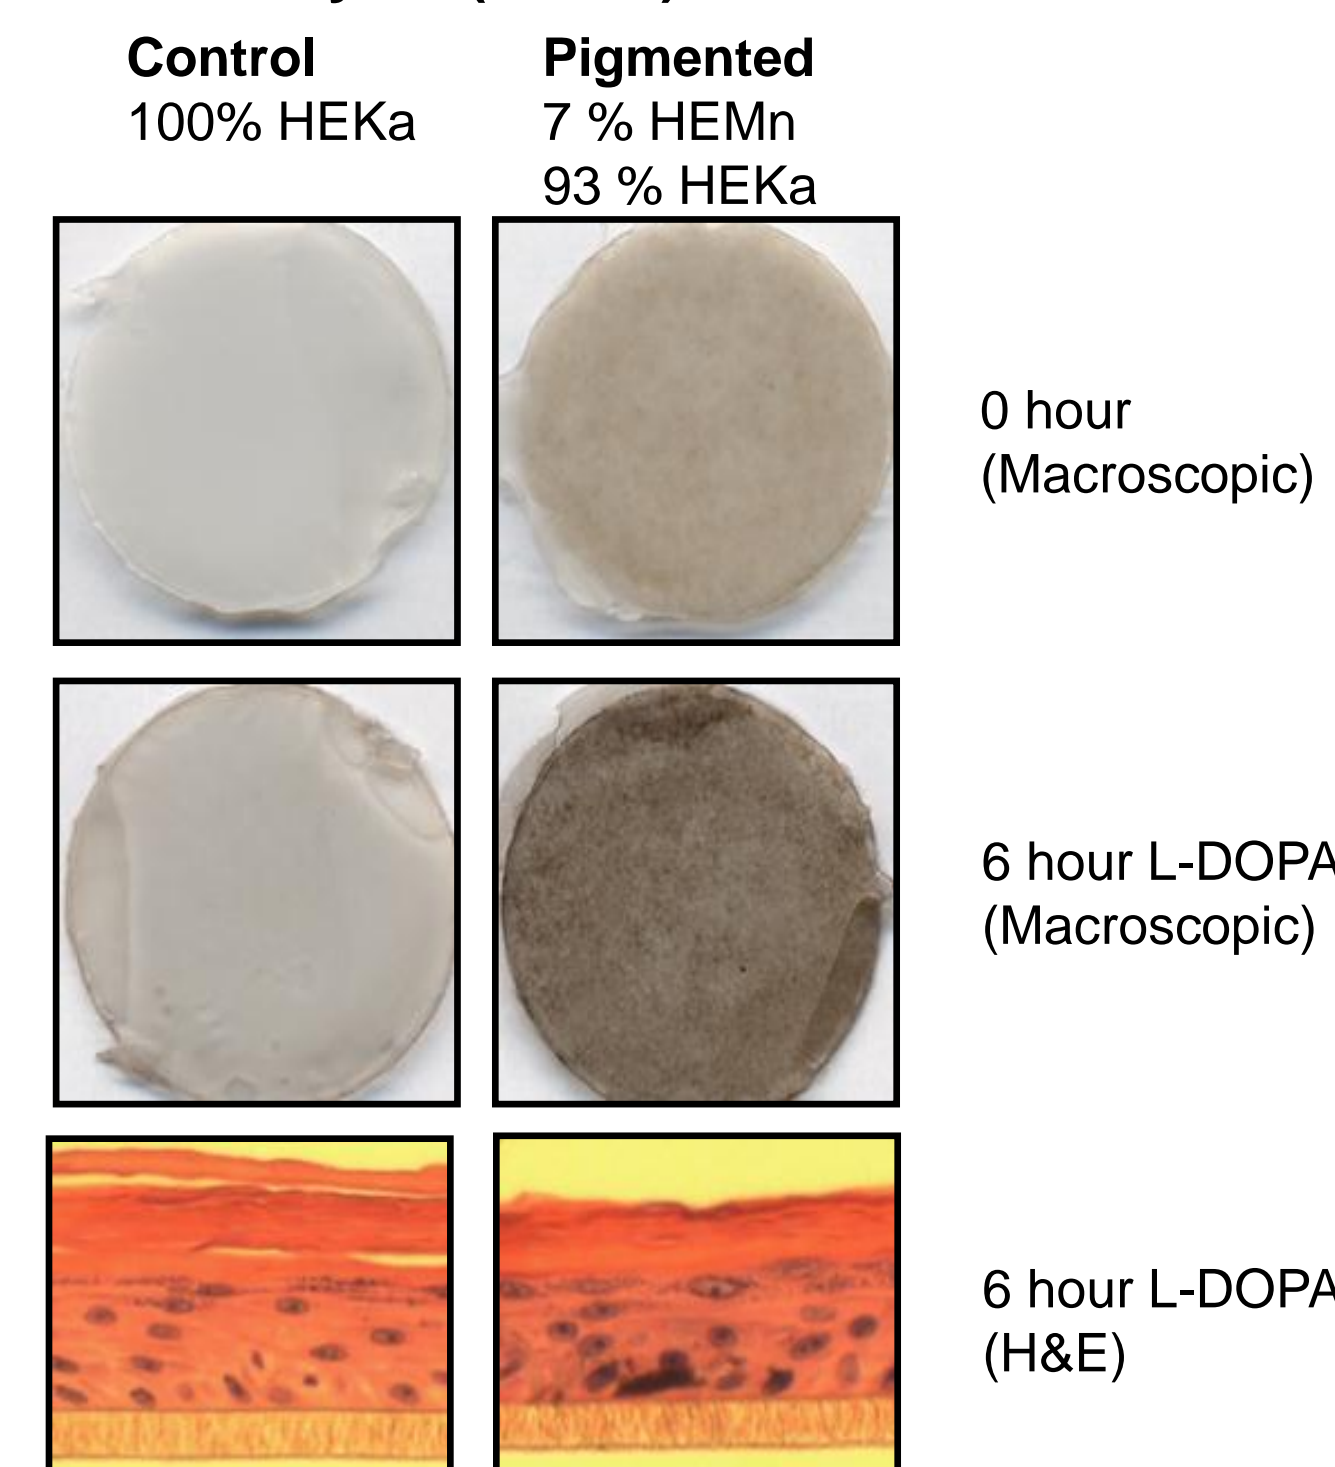 Control
100% HEKa
Pigmented
7 % HEMn
93 % HEKa
0 hour
(Macroscopic)
6 hour L-DOPA
(Macroscopic)
6 hour L-DOPA
(H&E)